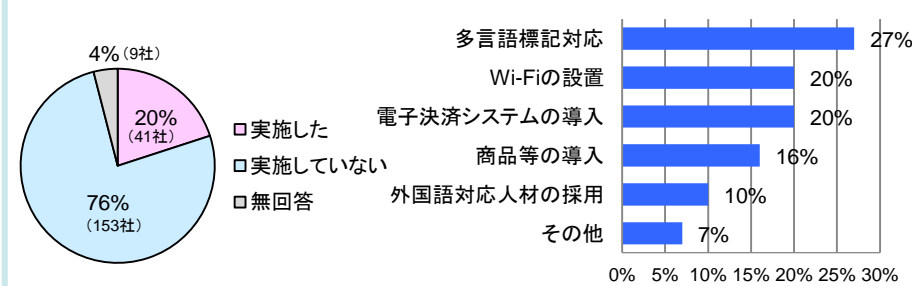 4%（9社）
20%
（41社）
76%
（153社）
実施した
実施していない
無回答
多言語標記対応 27%
Wi-Fiの設置 20%
電子決済システムの導入 20%
商品等の導入 16%
外国語対応人材の採用 10%
その他 7%
0% 5% 10% 15% 20% 25% 30%